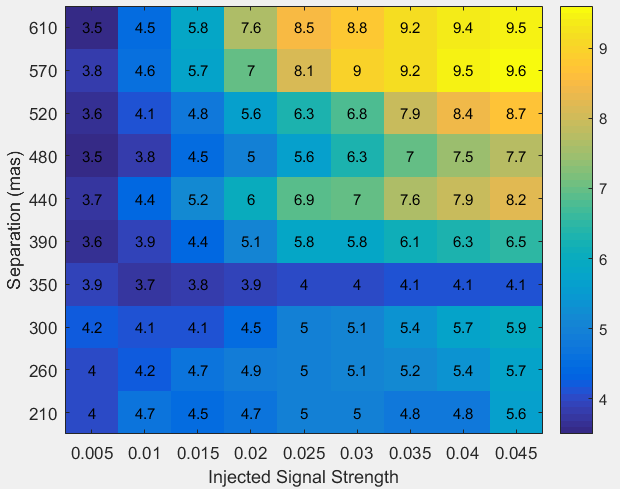 610 3.5 4.5 5.8 7.6 8.5 8.8 9.2 9.4 9.5
570 3.8 4.6 5.7 7 8.1 9 9.2 9.5 9.6
520 3.6 4.1 4.8 5.6 6.3 6.8 7.9 8.4 8.7
480 3.5 3.8 4.5 5 5.6 6.3 7 7.5 7.7
440 3.7 4.4 5.2 6 6.9 7 7.6 7.9 8.2
390 3.6 3.9 4.4 5.1 5.8 5.8 6.1 6.3 6.5
350 3.9 3.7 3.8 3.9 4 4 4.1 4.1 4.1
300 4.2 4.1 4.1 4.5 5 5.1 5.4 5.7 5.9
260 4 4.2 4.7 4.9 5 5.1 5.2 5.4 5.7
210 4 4.7 4.5 4.7 5 5 4.8 4.8 5.6
0.005 0.01 0.015 0.02 0.025 0.03 0.035 0.04 0.045
Injected Signal Strength
Separation (mas)
9
8
7
6
5
4